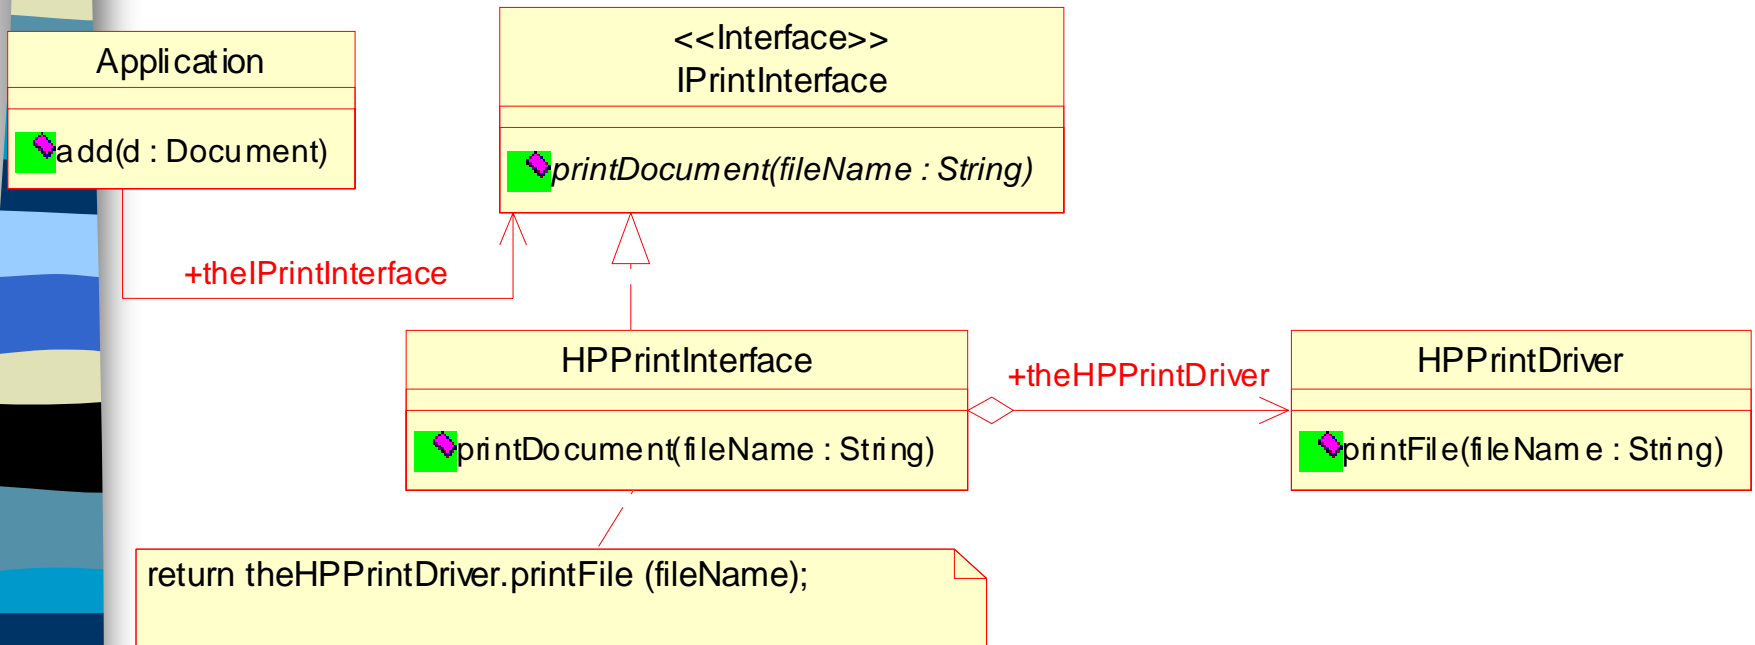 Application
add(d : Document)
<<Interface>>
IPrintInterface
printDocument(fileName : String)
+theIPrintInterface
HPPrintInterface
printDocument(fileName : String)
+theHPPrintDriver
HPPrintDriver
printFile(fileName : String)
return theHPPrintDriver.printFile (fileName);